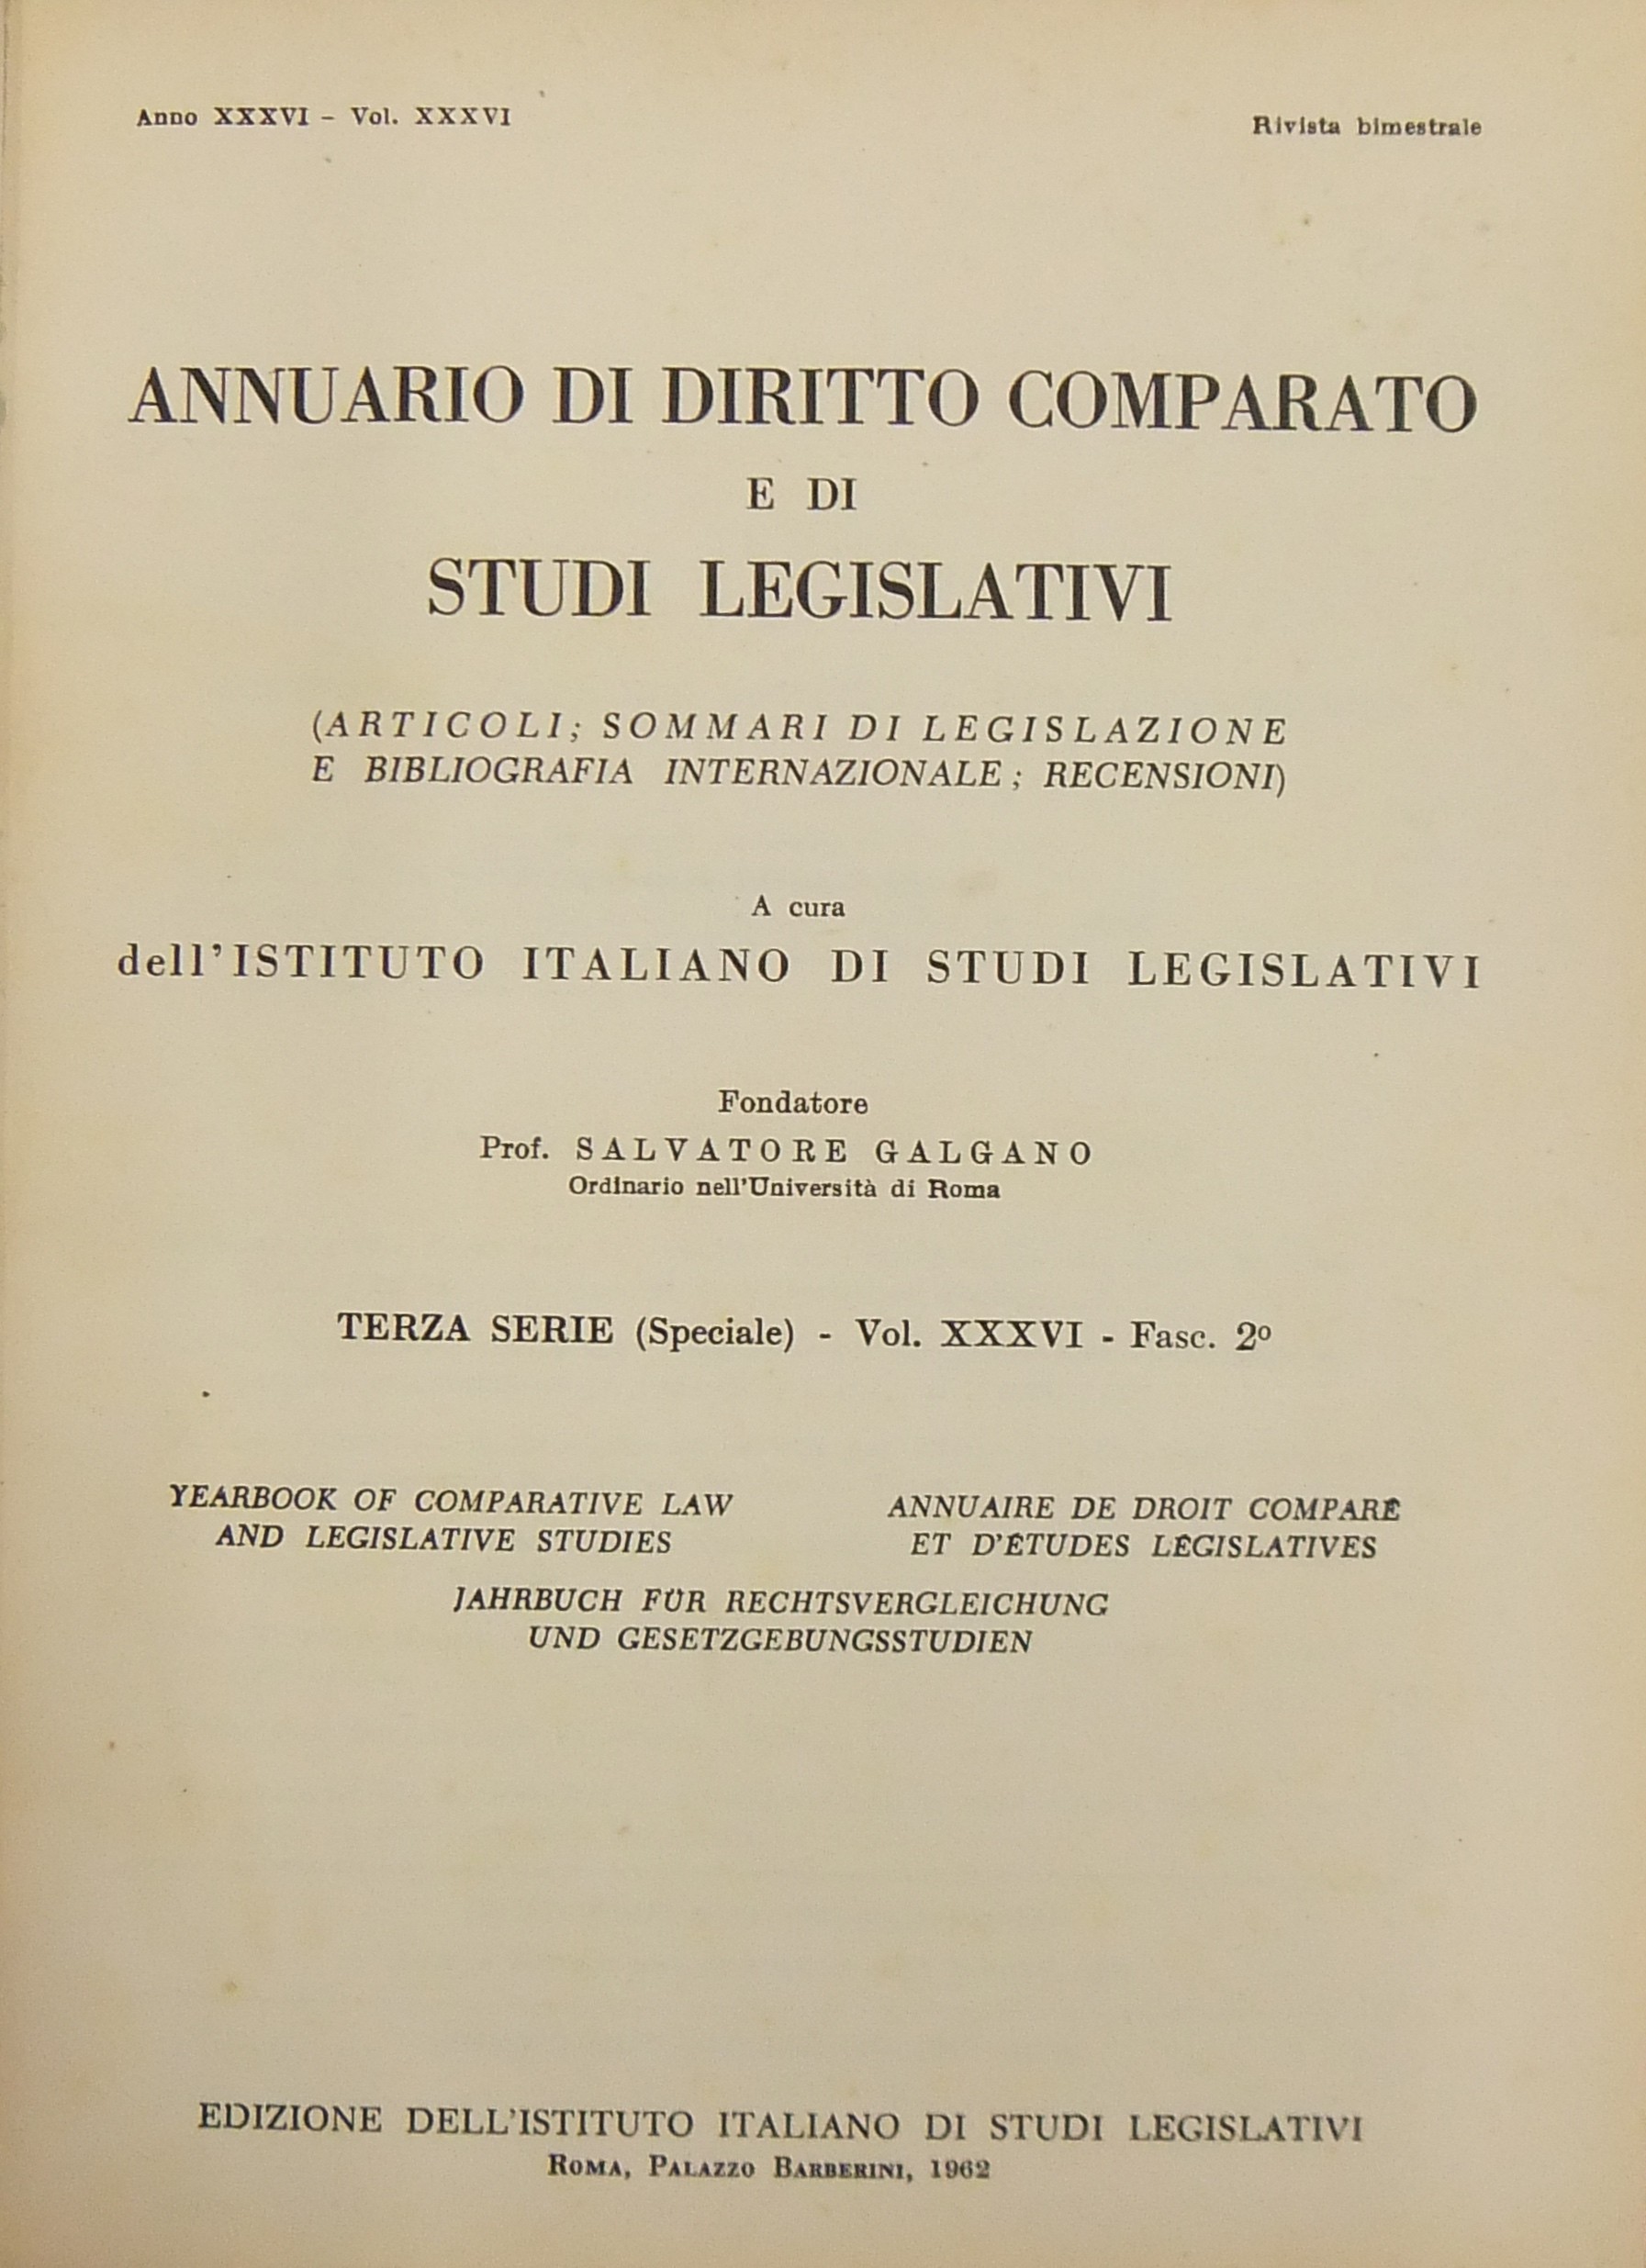 Anno XXXVI - Vol. XXXVI
Rivista bimestrale
ANNUARIO DI DIRITTO COMPARATO
E DI
STUDI LEGISLATIVI
(ARTICOLI; SOMMARI DI LEGISLAZIONE
E BIBLIOGRAFIA INTERNAZIONALE; RECENSIONI)
A cura
dell'ISTITUTO ITALIANO DI STUDI LEGISLATIVI
Fondatore
Prof. SALVATORE GALGANO
Ordinario nell'Università di Roma
TERZA SERIE (Speciale) - Vol. XXXVI - Fasc. 2º
YEARBOOK OF COMPARATIVE LAW
AND LEGISLATIVE STUDIES
ANNUAIRE DE DROIT COMPARÉ
ET D'ÉTUDES LÉGISLATIVES
JAHRBUCH FÜR RECHTSVERGLEICHUNG
UND GESETZGEBUNGSSTUDIEN
EDIZIONE DELL'ISTITUTO ITALIANO DI STUDI LEGISLATIVI
ROMA, PALAZZO BARBERINI, 1962